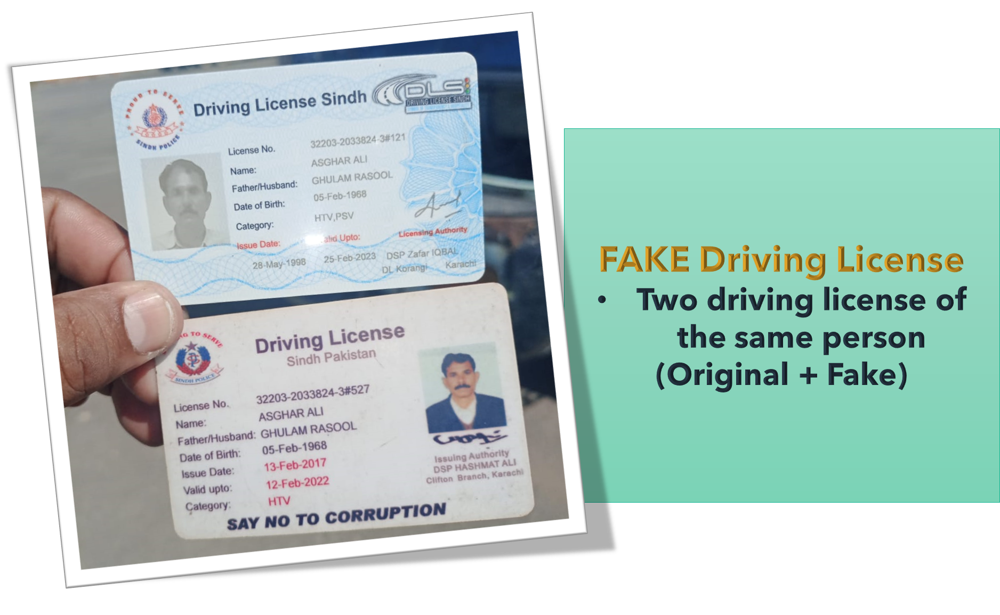 PROUD TO SERVE
SINDH POLICE
Driving License Sindh
DLS
DRIVING LICENSE SINDH
License No. 32203-2033824-3#121
Name: ASGHAR ALI
Father/Husband: GHULAM RASOOL
Date of Birth: 05-Feb-1968
Category: HTV,PSV
Issue Date: Upto: Licensing Authority
28-May-1998 25-Feb-2023 DSP Zafar IQBAL
DL Korangi Karachi
TO SERVE
SINDH POLICE
Driving License
Sindh Pakistan
License No. 32203-2033824-3#527
Name: ASGHAR ALI
Father/Husband: GHULAM RASOOL
Date of Birth: 05-Feb-1968
Issue Date: 13-Feb-2017
Valid upto: 12-Feb-2022
Category: HTV
Issuing Authority
DSP HASHMAT ALI
Clifton Branch, Karachi
SAY NO TO CORRUPTION
FAKE Driving License
• Two driving license of
the same person
(Original + Fake)